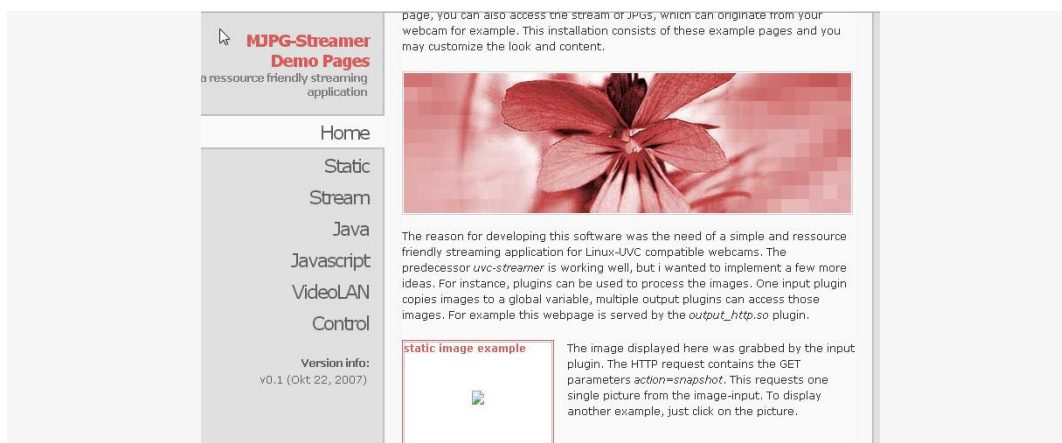 MJPG-Streamer
Demo Pages
a ressource friendly streaming
application
Home
Static
Stream
Java
Javascript
VideoLAN
Control
Version info:
v0.1 (Okt 22, 2007)
page, you can also access the stream of JPGs, which can originate from your
webcam for example. This installation consists of these example pages and you
may customize the look and content.
The reason for developing this software was the need of a simple and ressource
friendly streaming application for Linux-UVC compatible webcams. The
predecessor uvc-streamer is working well, but i wanted to implement a few more
ideas. For instance, plugins can be used to process the images. One input plugin
copies images to a global variable, multiple output plugins can access those
images. For example this webpage is served by the output_http.so plugin.
static image example
The image displayed here was grabbed by the input
plugin. The HTTP request contains the GET
parameters action=snapshot. This requests one
single picture from the image-input. To display
another example, just click on the picture.